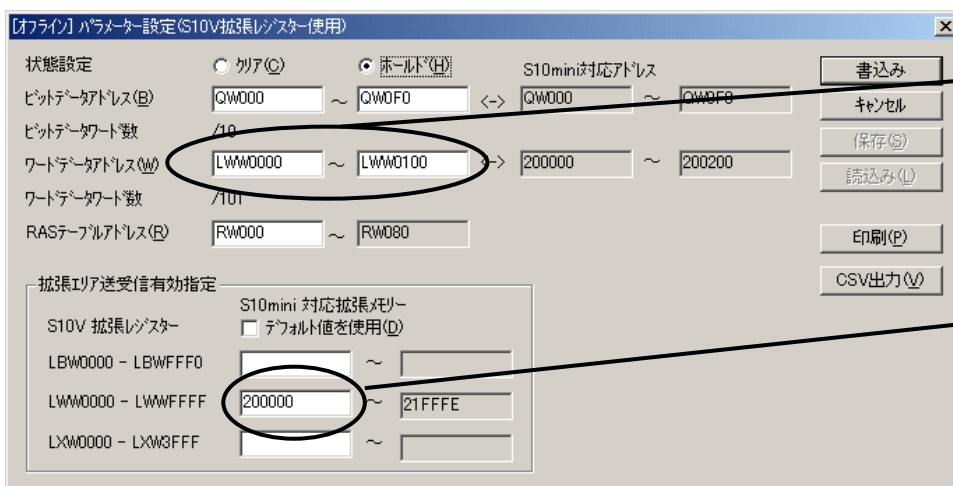 [オフライン] パラメーター設定(S10V拡張レジスター使用)
状態設定 クリア(C) ホールド(H) S10mini対応アドレス
ビットデータアドレス(B) QW000 ～ QW0F0 <-> QW000 ～ QW0F0
ビットデータワード数 /10
ワードデータアドレス(W) LWW0000 ～ LWW0100 <-> 200000 ～ 200200
ワードデータワード数 /101
RASテーブルアドレス(R) RW000 ～ RW080
書込み
キャンセル
保存(S)
読込み(L)
印刷(P)
CSV出力(V)
拡張エリア送受信有効指定
S10mini 対応拡張メモリー
S10V 拡張レジスター デフォルト値を使用(D)
LBW0000 - LBWFFF0 ～
LWW0000 - LWWFFFF 200000 ～ 21FFFE
LXW0000 - LXW3FFF ～